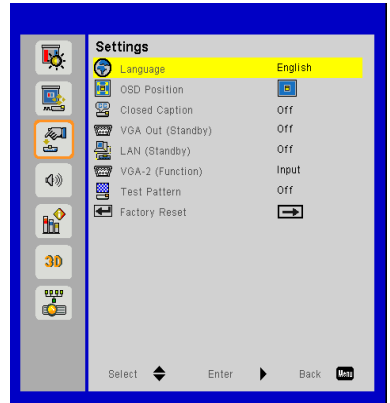 Settings
Language English
OSD Position
Closed Caption Off
VGA Out (Standby) Off
LAN (Standby) Off
VGA-2 (Function) Input
Test Pattern Off
Factory Reset
3D
Select Enter Back Menu